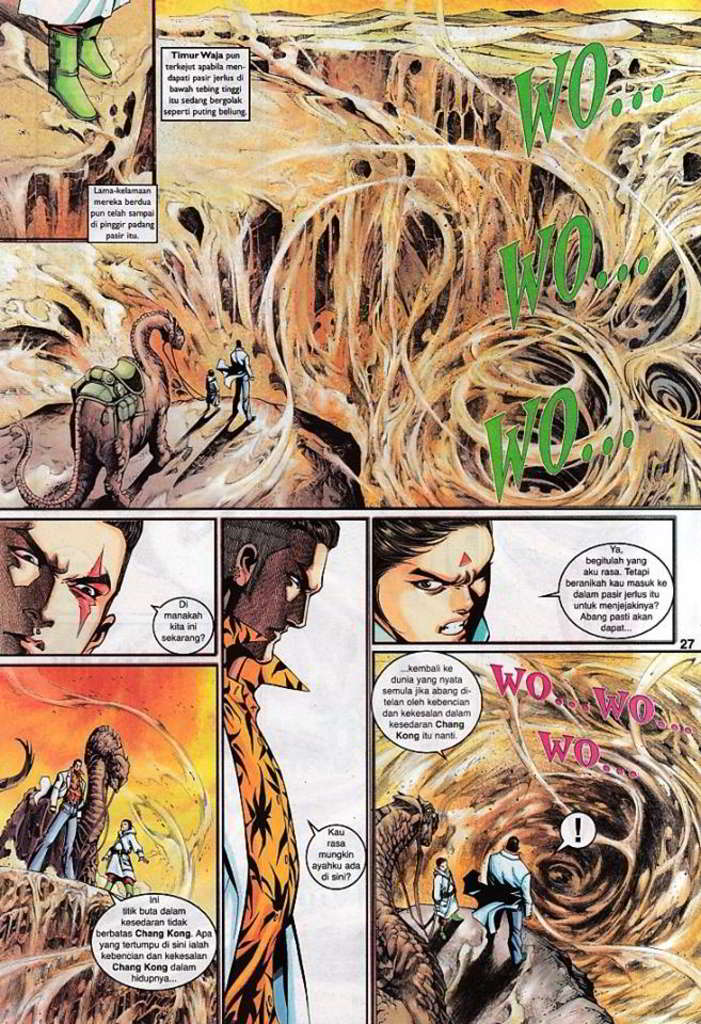 Timur Waja pun
terkejut apabila men-
dapati pasir jerlus di
bawah tebing tinggi
itu sedang bergolak
seperti puting beliung.
Lama-kelamaan
mereka berdua
pun telah sampai
di pinggir padang
pasir itu.
WO...
WO...
WO...
Di
manakah
kita ini
sekarang?
Ya,
begitulah yang
aku rasa. Tetapi
beranikah kau masuk ke
dalam pasir jerlus itu
untuk menjejakinya?
Abang pasti akan
dapat...
27
Ini
titik buta dalam
kesedaran tidak
berbatas Chang Kong. Apa
yang tertumpu di sini ialah
kebencian dan kekesalan
Chang Kong dalam
hidupnya...
Kau
rasa
mungkin
ayahku ada
di sini?
...kembali ke
dunia yang nyata
semula jika abang di-
telan oleh kebencian
dan kekesalan dalam
kesedaran Chang
Kong itu nanti.
WO... WO...
WO...
!